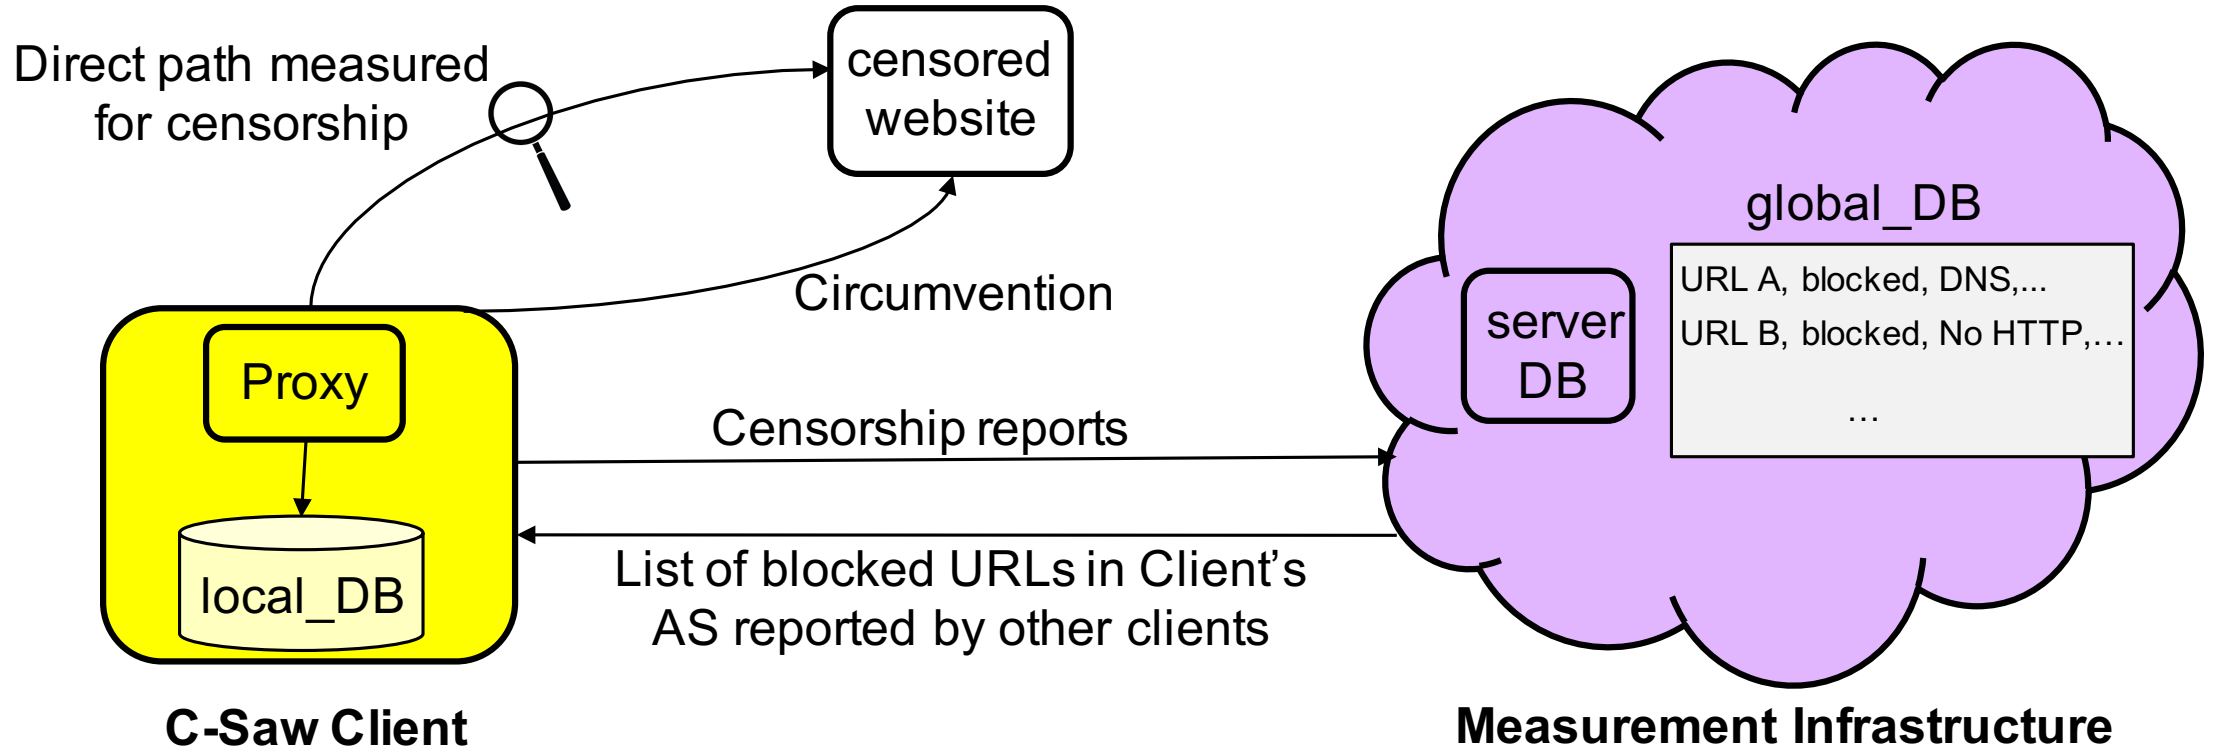 Direct path measured
for censorship
censored
website
Circumvention
Proxy
local_DB
C-Saw Client
Censorship reports
List of blocked URLs in Client’s
AS reported by other clients
global_DB
server
DB
URL A, blocked, DNS,...
URL B, blocked, No HTTP,…
…
Measurement Infrastructure